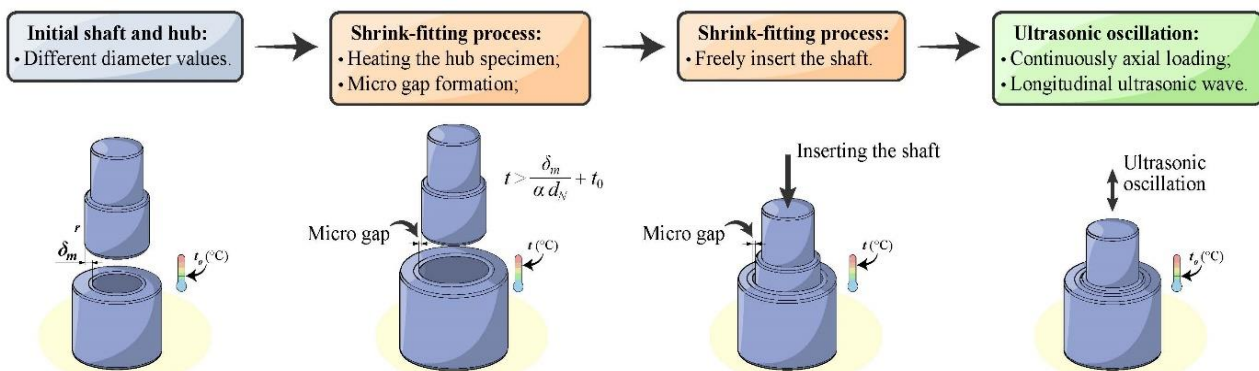 Initial shaft and hub:
• Different diameter values.
Shrink-fitting process:
• Heating the hub specimen;
• Micro gap formation;
Shrink-fitting process:
• Freely insert the shaft.
Ultrasonic oscillation:
• Continuously axial loading;
• Longitudinal ultrasonic wave.
r
δm
t₀ (°C)
t > δm / α dN + t₀
Micro gap
t (°C)
Inserting the shaft
Micro gap
t (°C)
Ultrasonic
oscillation
t₀ (°C)